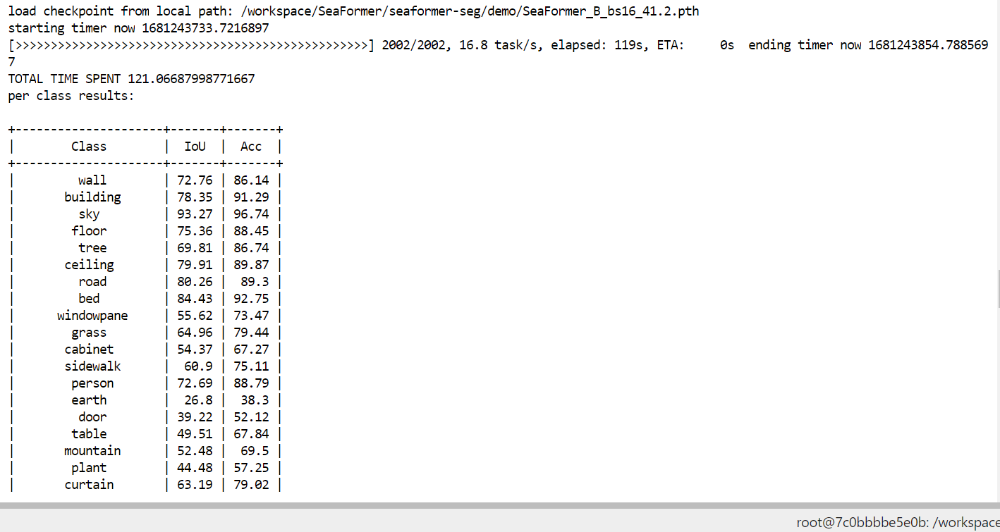 load checkpoint from local path: /workspace/SeaFormer/seaformer-seg/demo/SeaFormer_B_bs16_41.2.pth
starting timer now 1681243733.7216897
[>>>>>>>>>>>>>>>>>>>>>>>>>>>>>>>>>>>>>>>>>>>>>>>>>>] 2002/2002, 16.8 task/s, elapsed: 119s, ETA:     0s  ending timer now 1681243854.788569
7
TOTAL TIME SPENT 121.06687998771667
per class results:

+---------------------+-------+-------+
|        Class        |  IoU  |  Acc  |
+---------------------+-------+-------+
|         wall        | 72.76 | 86.14 |
|       building      | 78.35 | 91.29 |
|         sky         | 93.27 | 96.74 |
|        floor        | 75.36 | 88.45 |
|         tree        | 69.81 | 86.74 |
|       ceiling       | 79.91 | 89.87 |
|         road        | 80.26 |  89.3 |
|         bed         | 84.43 | 92.75 |
|      windowpane     | 55.62 | 73.47 |
|        grass        | 64.96 | 79.44 |
|       cabinet       | 54.37 | 67.27 |
|       sidewalk      |  60.9 | 75.11 |
|        person       | 72.69 | 88.79 |
|        earth        |  26.8 |  38.3 |
|         door        | 39.22 | 52.12 |
|        table        | 49.51 | 67.84 |
|       mountain      | 52.48 |  69.5 |
|        plant        | 44.48 | 57.25 |
|       curtain       | 63.19 | 79.02 |
root@7c0bbbbe5e0b: /workspace